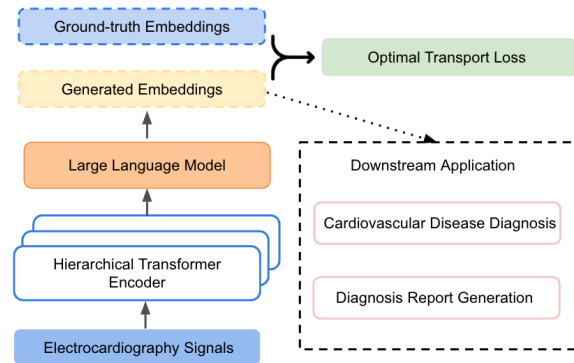 Ground-truth Embeddings
Optimal Transport Loss
Generated Embeddings
Large Language Model
Downstream Application
Cardiovascular Disease Diagnosis
Hierarchical Transformer
Encoder
Diagnosis Report Generation
Electrocardiography Signals